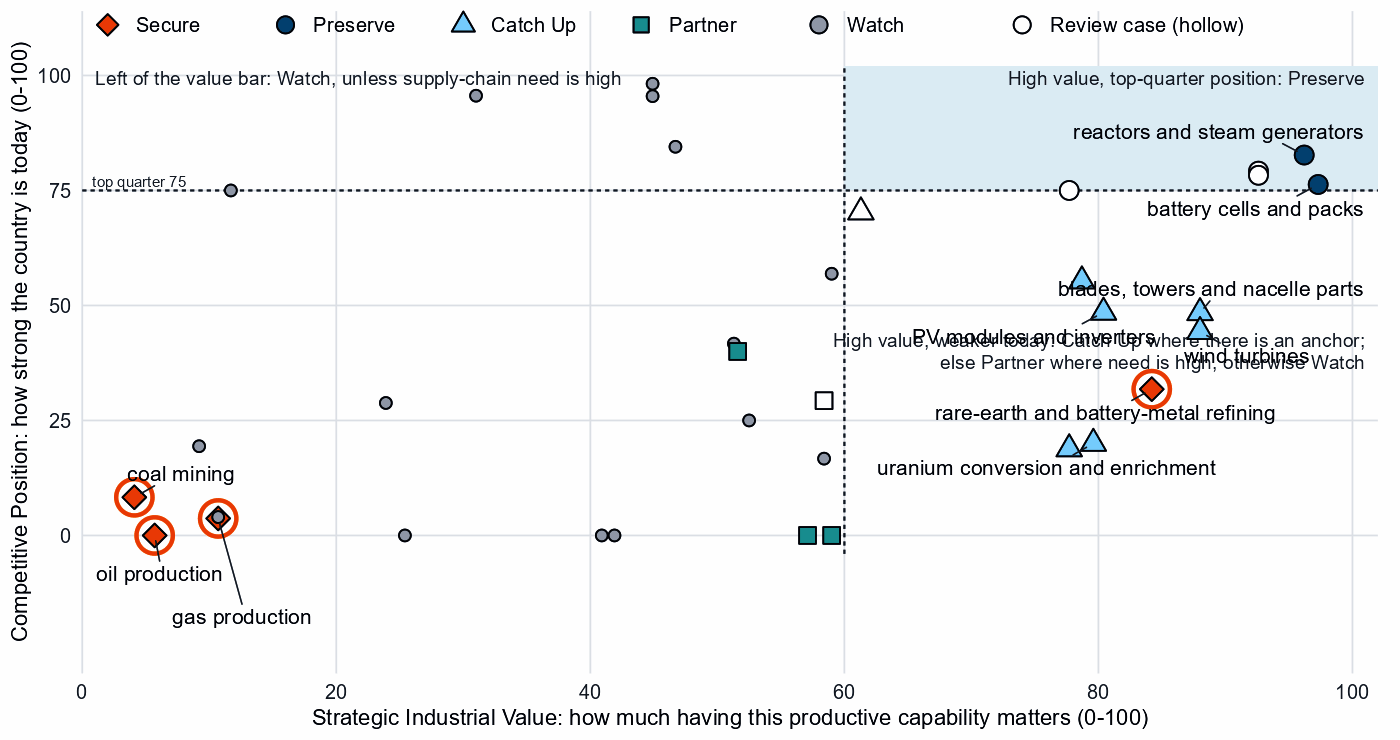 Secure
Preserve
Catch Up
Partner
Watch
Review case (hollow)
Left of the value bar: Watch, unless supply-chain need is high
High value, top-quarter position: Preserve
reactors and steam generators
top quarter 75
battery cells and packs
blades, towers and nacelle parts
PV modules and inverters
High value, weaker today: Catch Up where there is an anchor;
else Partner where need is high, otherwise Watch
wind turbines
rare-earth and battery-metal refining
uranium conversion and enrichment
coal mining
oil production
gas production
100
75
50
25
0
0
20
40
60
80
100
Strategic Industrial Value: how much having this productive capability matters (0-100)
Competitive Position: how strong the country is today (0-100)